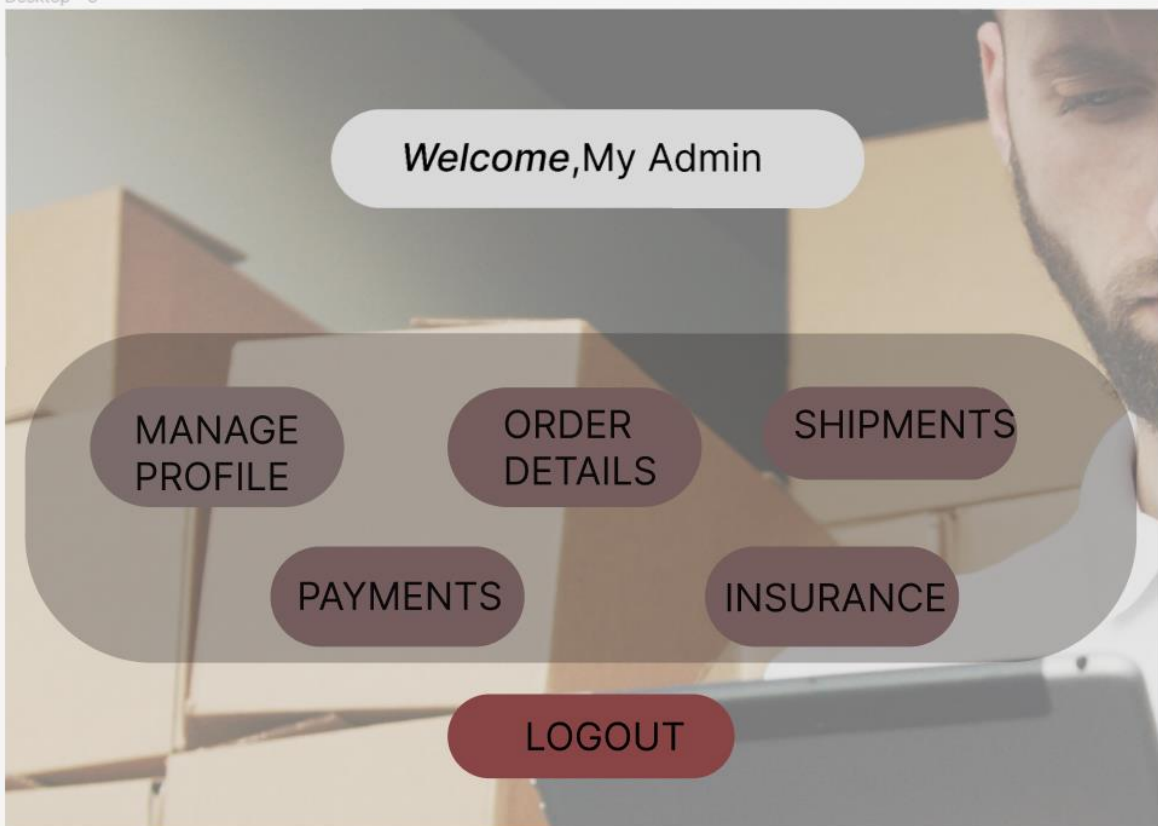 Welcome,My Admin
MANAGE
PROFILE
ORDER
DETAILS
SHIPMENTS
PAYMENTS
INSURANCE
LOGOUT